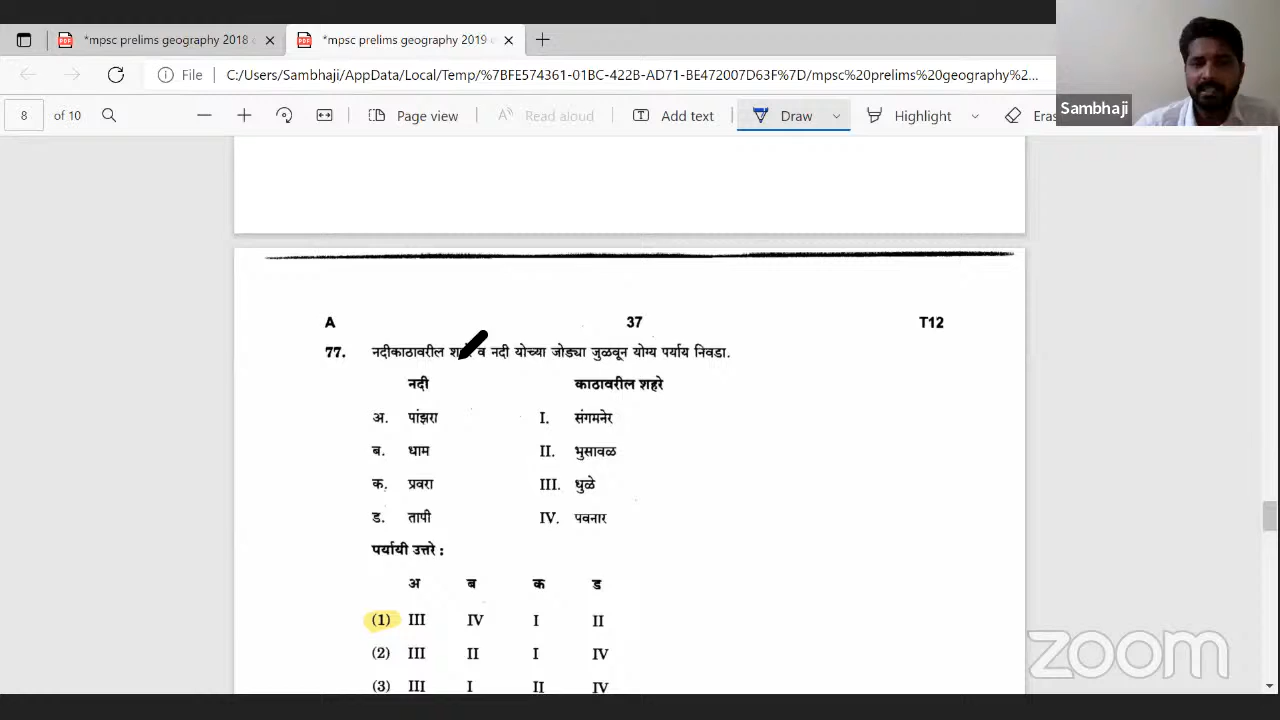 *mpsc prelims geography 2018
*mpsc prelims geography 2019
File C:/Users/Sambhaji/AppData/Local/Temp/%7BFE574361-01BC-422B-AD71-BE472007D63F%7D/mpsc%20prelims%20geography%2...
Sambhaji
8 of 10 Page view Read aloud Add text Draw Highlight Eras
A 37 T12
77. नदीकाठावरील व नदी योच्या जोड्या जुळवून योग्य पर्याय निवडा.
नदी काठावरील शहरे
अ. पांझरा I. संगमनेर
ब. धाम II. भुसावळ
क. प्रवरा III. धुळे
ड. तापी IV. पवनार
पर्यायी उत्तरे :
अ ब क ड
(1) III IV I II
(2) III II I IV
(3) III I II IV
zoom